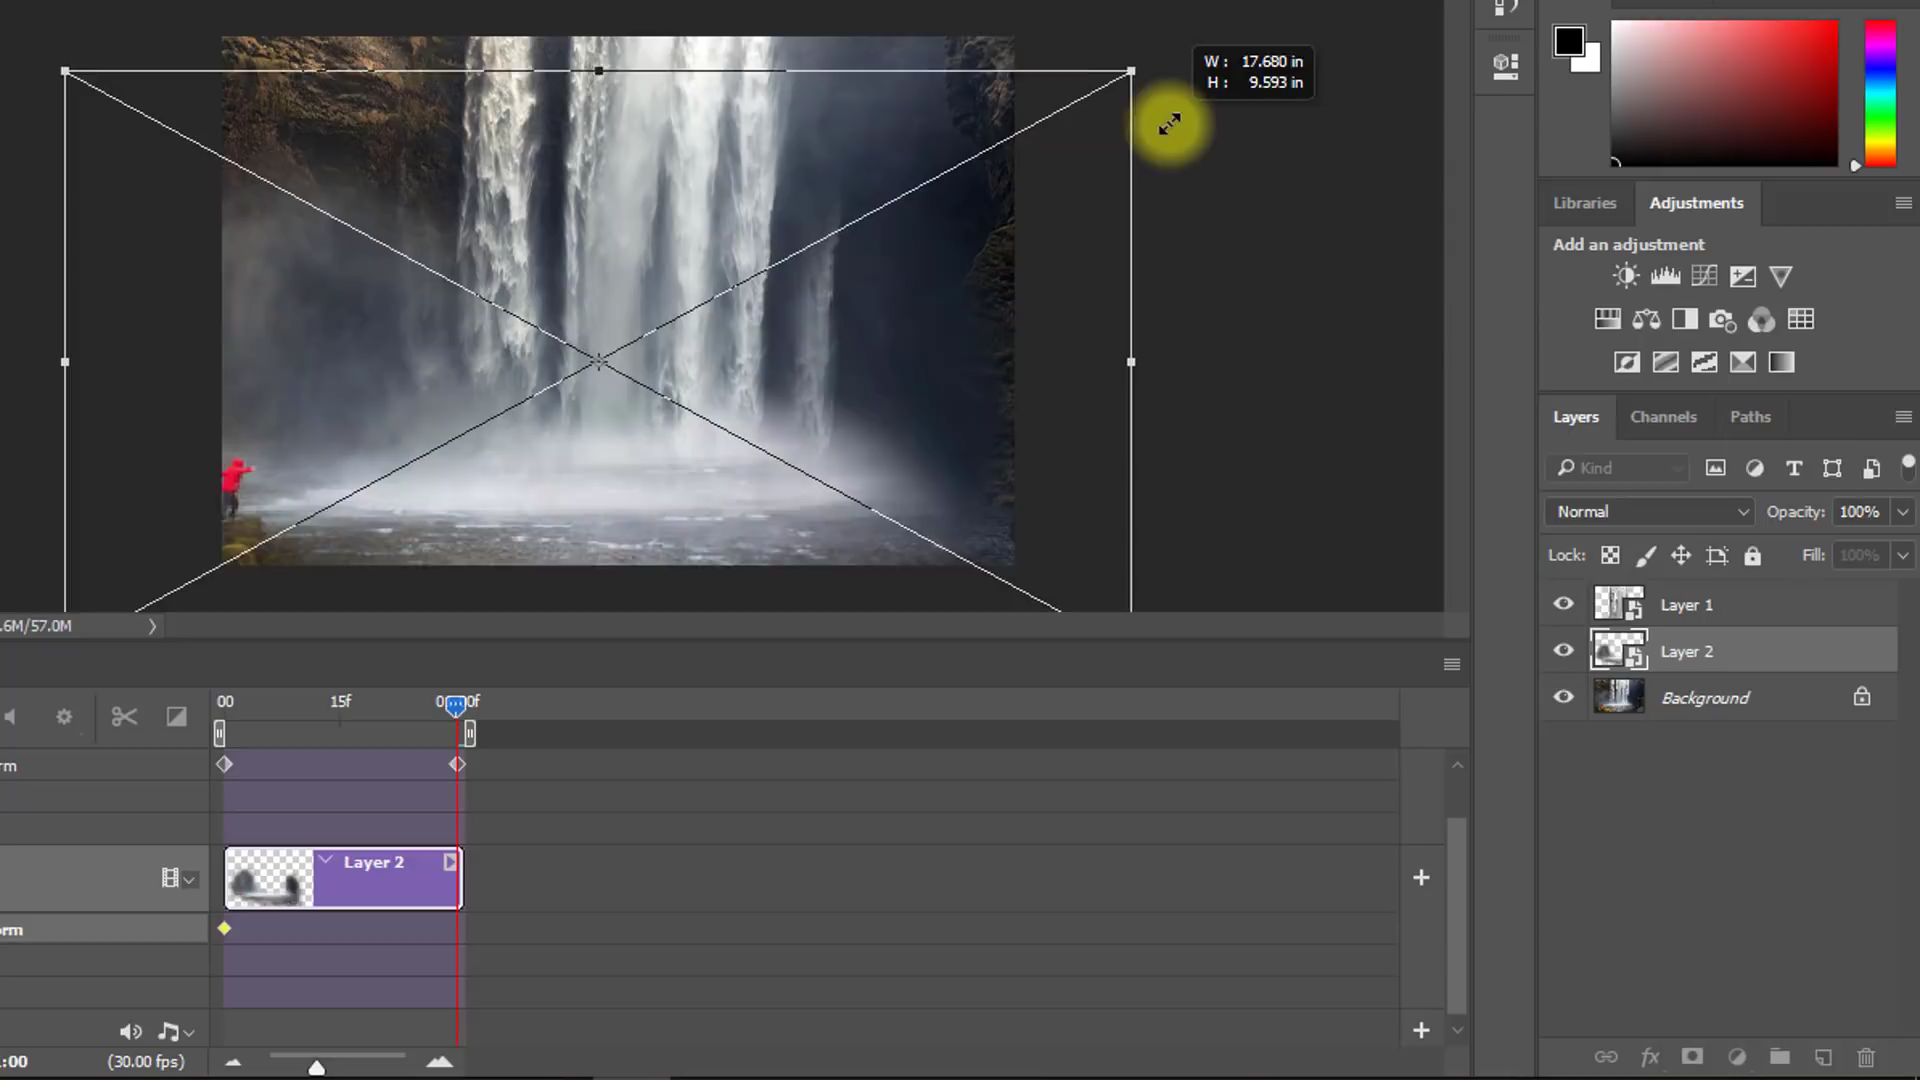 W : 17.680 in
H : 9.593 in
Libraries
Adjustments
Add an adjustment
Layers
Channels
Paths
Kind
Normal
Opacity: 100%
Lock:
Fill: 100%
Layer 1
Layer 2
Background
.6M/57.0M
00
15f
0f
rm
Layer 2
orm
:00
(30.00 fps)
fx